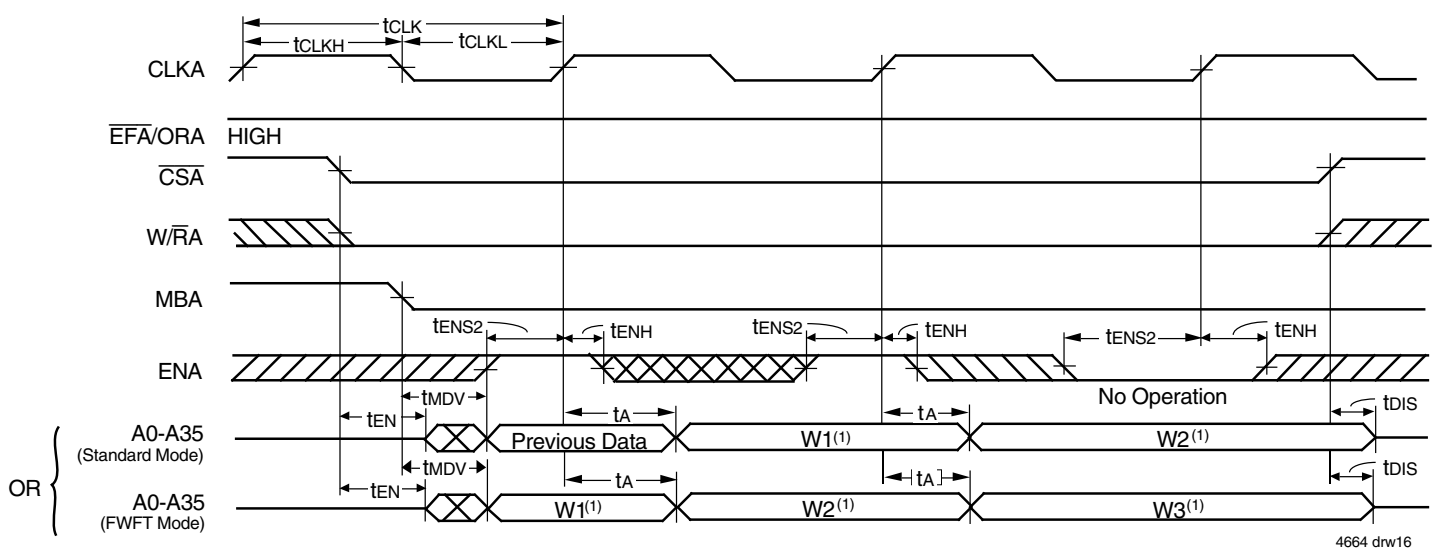 tCLK
tCLKH tCLKL
CLKA
EFA/ORA HIGH
CSA
W/RA
MBA
tENS2 tENH tENS2 tENH tENS2 tENH
ENA
No Operation
tMDV
tEN tA tA tDIS
A0-A35
(Standard Mode)
Previous Data W1(1) W2(1)
OR
tMDV
tEN tA tA tDIS
A0-A35
(FWFT Mode)
W1(1) W2(1) W3(1)
4664 drw16